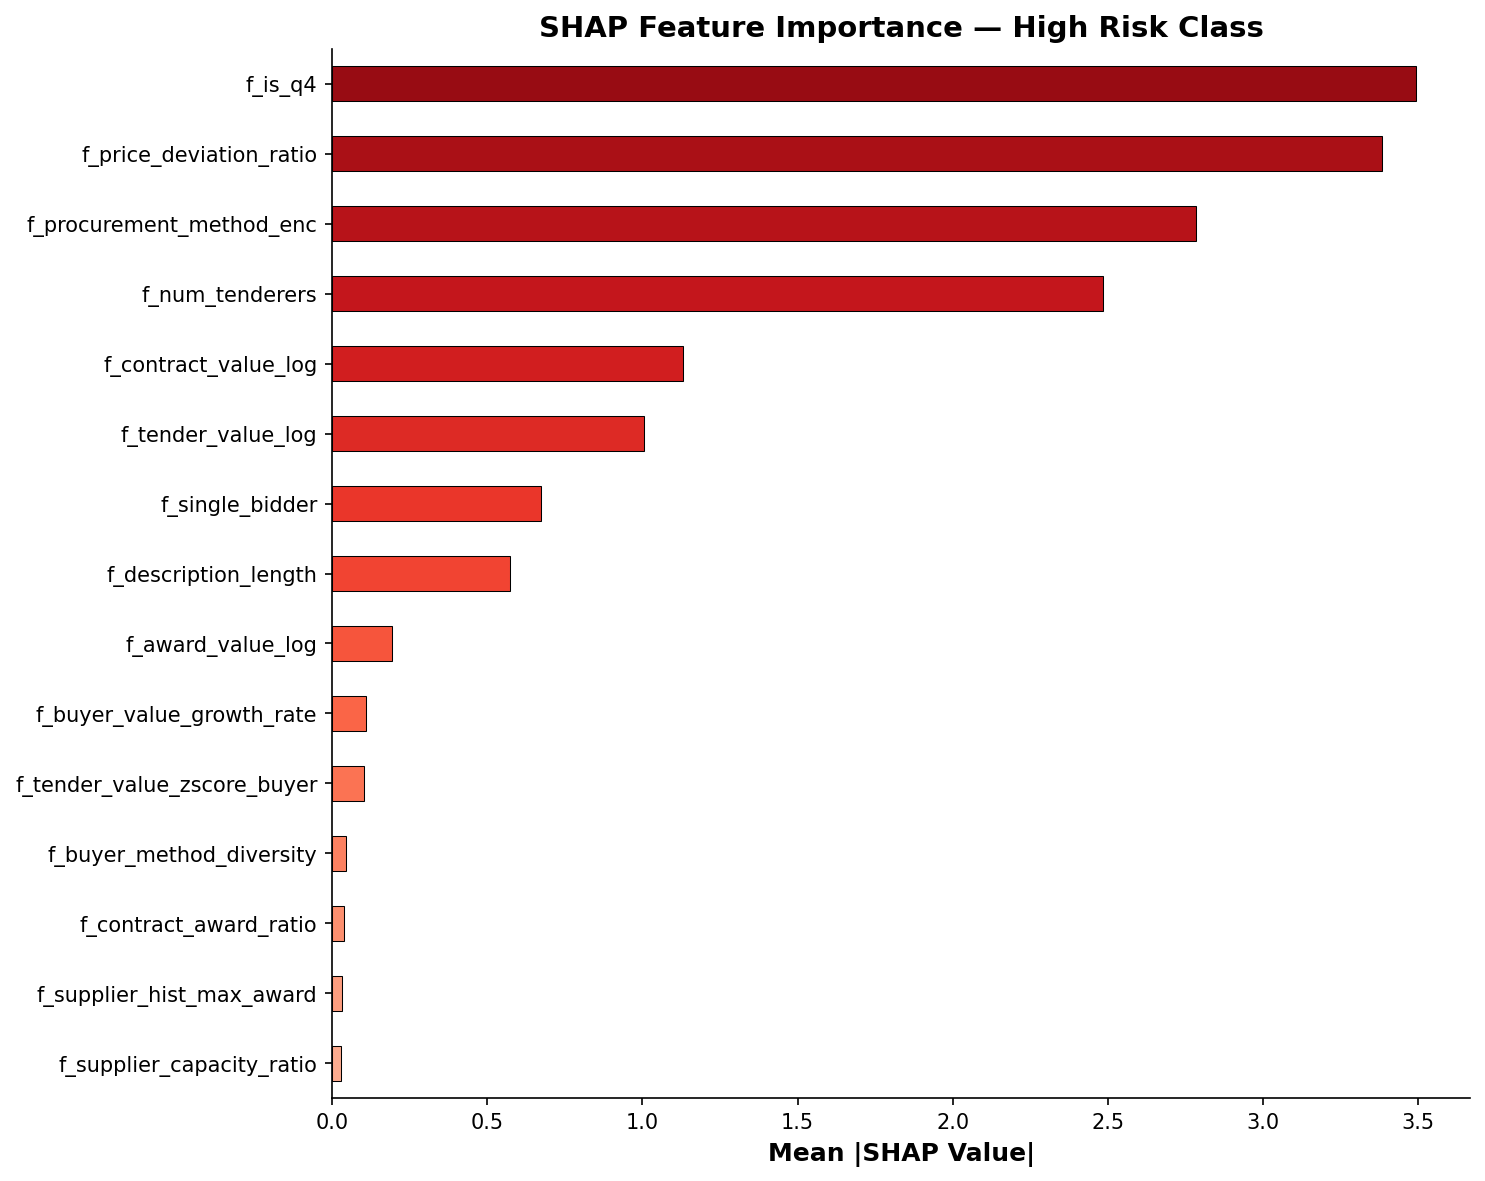 SHAP Feature Importance — High Risk Class
f_is_q4
f_price_deviation_ratio
f_procurement_method_enc
f_num_tenderers
f_contract_value_log
f_tender_value_log
f_single_bidder
f_description_length
f_award_value_log
f_buyer_value_growth_rate
f_tender_value_zscore_buyer
f_buyer_method_diversity
f_contract_award_ratio
f_supplier_hist_max_award
f_supplier_capacity_ratio
0.0 0.5 1.0 1.5 2.0 2.5 3.0 3.5
Mean |SHAP Value|